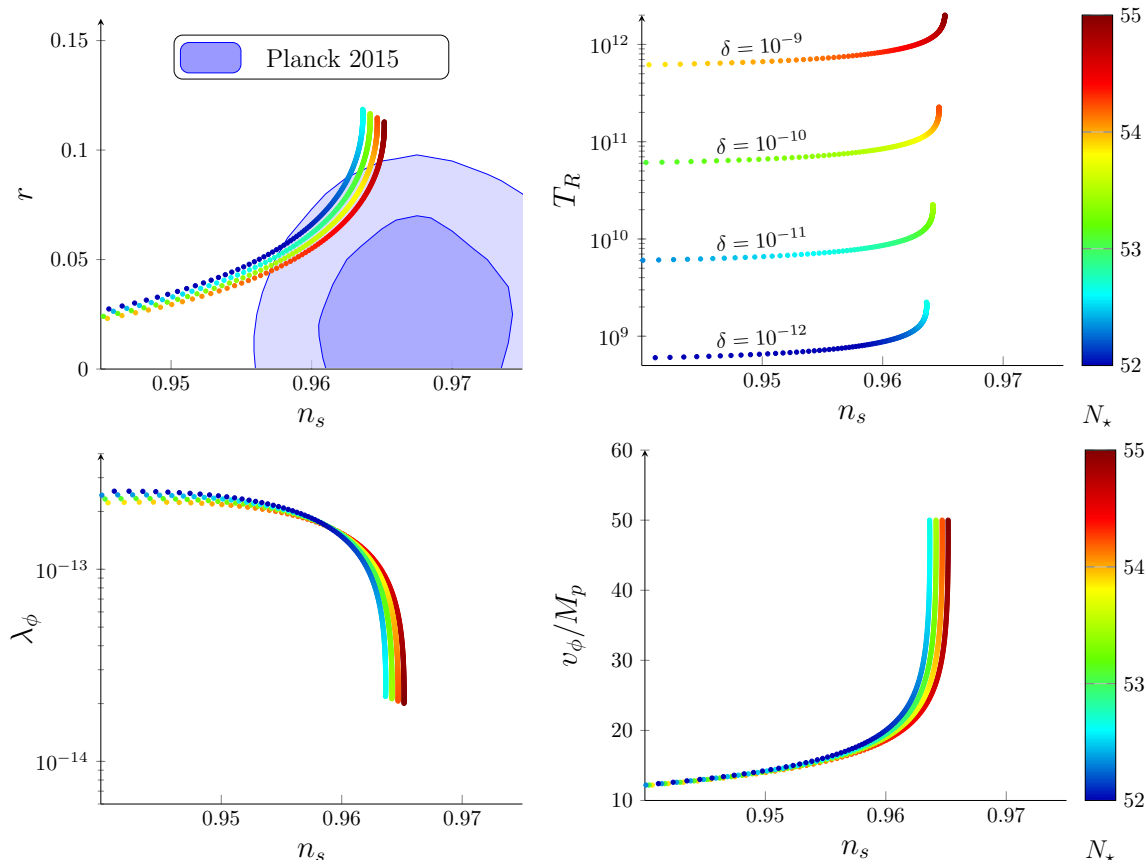 0.15
0.1
0.05
0
r
Planck 2015
0.95
0.96
0.97
n_s
10^{12}
10^{11}
10^{10}
10^{9}
T_R
δ = 10^{-9}
δ = 10^{-10}
δ = 10^{-11}
δ = 10^{-12}
0.95
0.96
0.97
n_s
55
54
53
52
N_⋆
10^{-13}
10^{-14}
λ_ϕ
0.95
0.96
0.97
n_s
60
50
40
30
20
10
v_ϕ/M_p
0.95
0.96
0.97
n_s
55
54
53
52
N_⋆